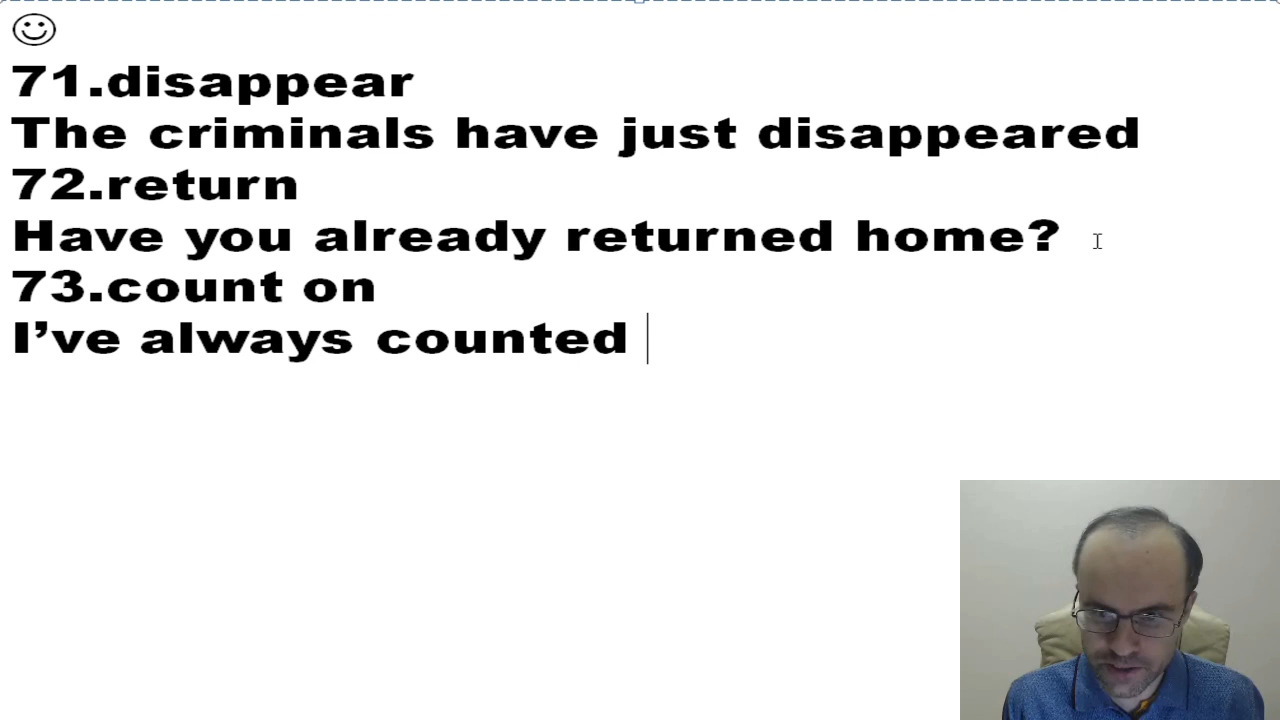 71.disappear
The criminals have just disappeared
72.return
Have you already returned home?
73.count on
I’ve always counted